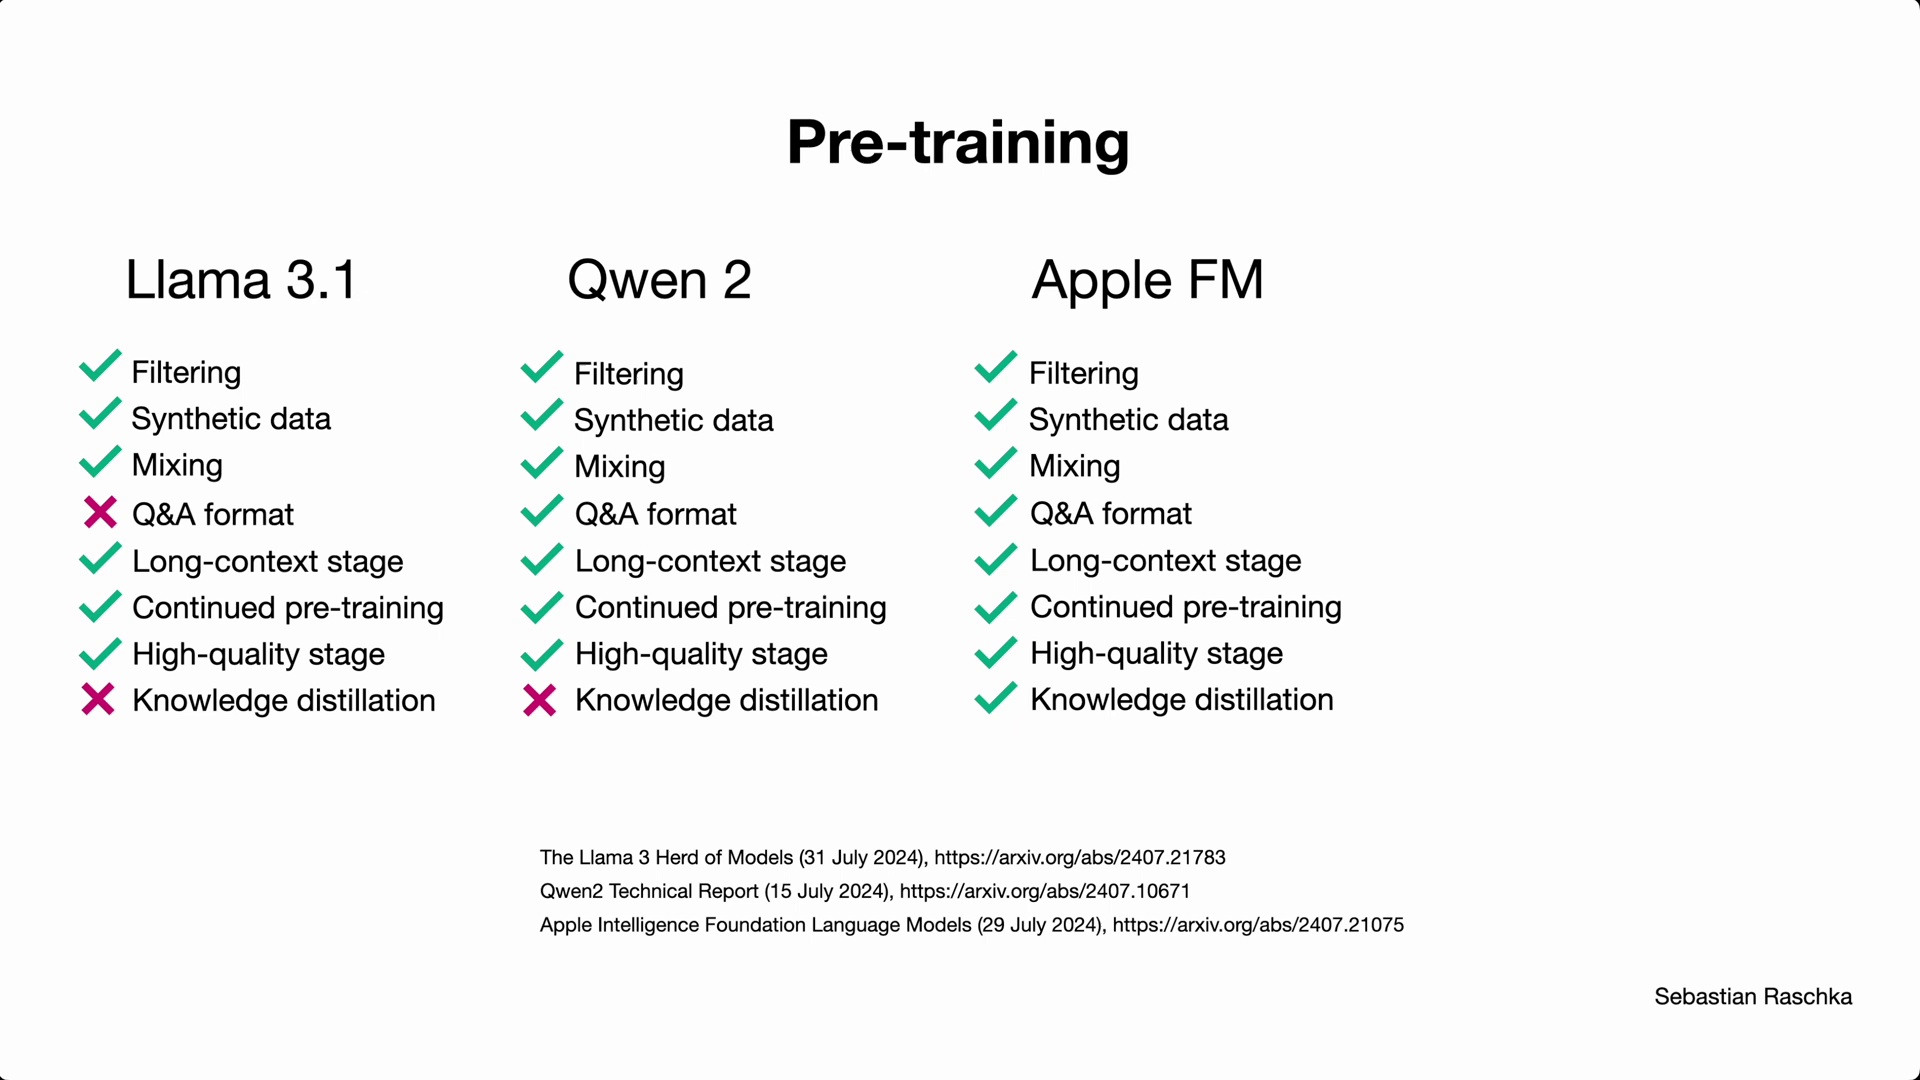 Pre-training
Llama 3.1
Filtering
Synthetic data
Mixing
Q&A format
Long-context stage
Continued pre-training
High-quality stage
Knowledge distillation
Qwen 2
Filtering
Synthetic data
Mixing
Q&A format
Long-context stage
Continued pre-training
High-quality stage
Knowledge distillation
Apple FM
Filtering
Synthetic data
Mixing
Q&A format
Long-context stage
Continued pre-training
High-quality stage
Knowledge distillation
The Llama 3 Herd of Models (31 July 2024), https://arxiv.org/abs/2407.21783
Qwen2 Technical Report (15 July 2024), https://arxiv.org/abs/2407.10671
Apple Intelligence Foundation Language Models (29 July 2024), https://arxiv.org/abs/2407.21075
Sebastian Raschka